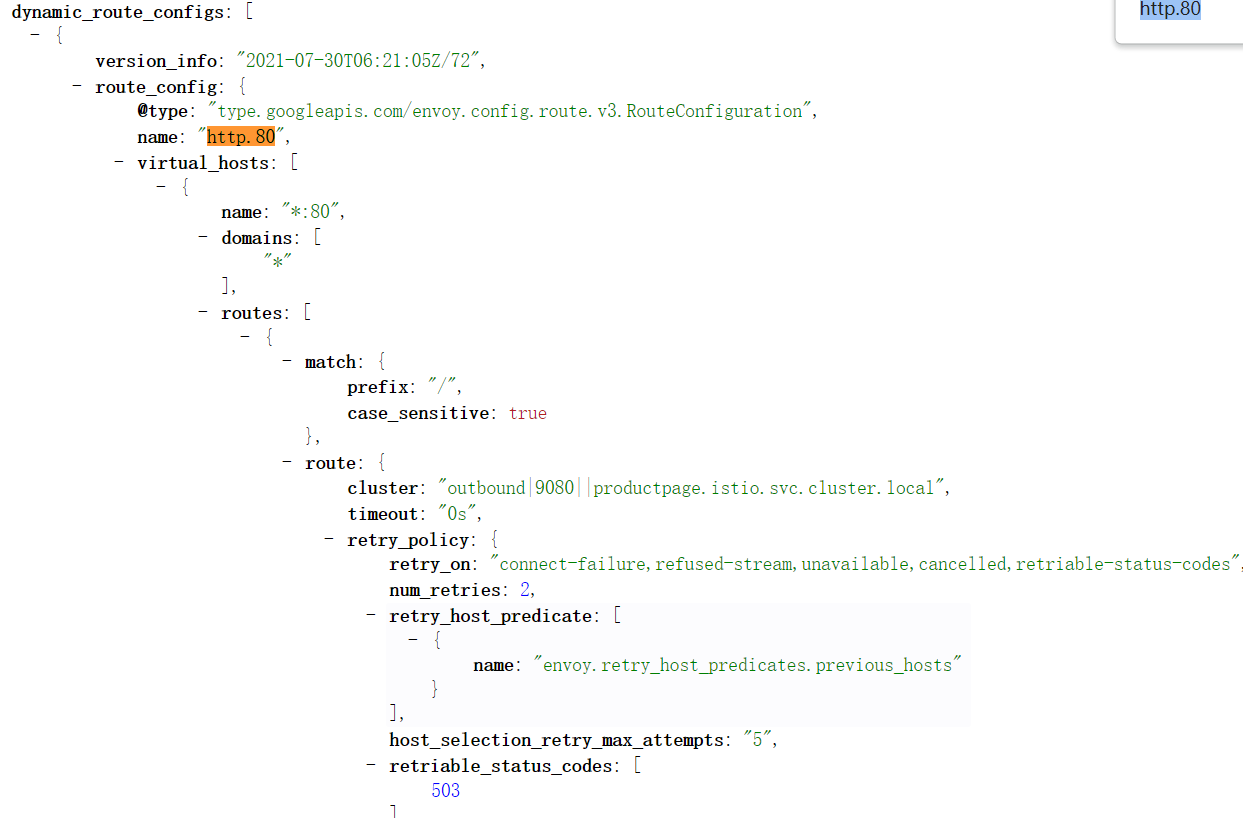 http.80
dynamic_route_configs: [
- {
version_info: "2021-07-30T06:21:05Z/72",
- route_config: {
@type: "type.googleapis.com/envoy.config.route.v3.RouteConfiguration",
name: "http.80",
- virtual_hosts: [
- {
name: "*:80",
- domains: [
"*"
],
- routes: [
- {
- match: {
prefix: "/",
case_sensitive: true
},
- route: {
cluster: "outbound|9080||productpage.istio.svc.cluster.local",
timeout: "0s",
- retry_policy: {
retry_on: "connect-failure,refused-stream,unavailable,cancelled,retriable-status-codes",
num_retries: 2,
- retry_host_predicate: [
- {
name: "envoy.retry_host_predicates.previous_hosts"
}
],
host_selection_retry_max_attempts: "5",
- retriable_status_codes: [
503
]